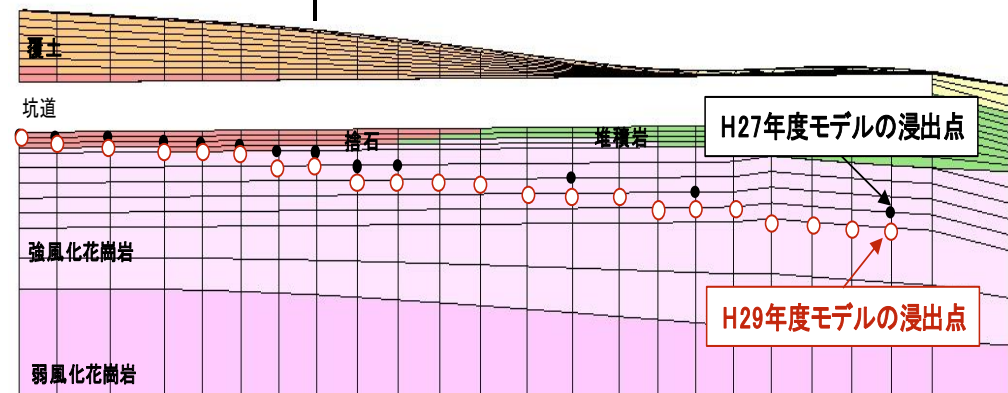 覆土
坑道
捨石
堆積岩
H27年度モデルの浸出点
強風化花崗岩
H29年度モデルの浸出点
弱風化花崗岩